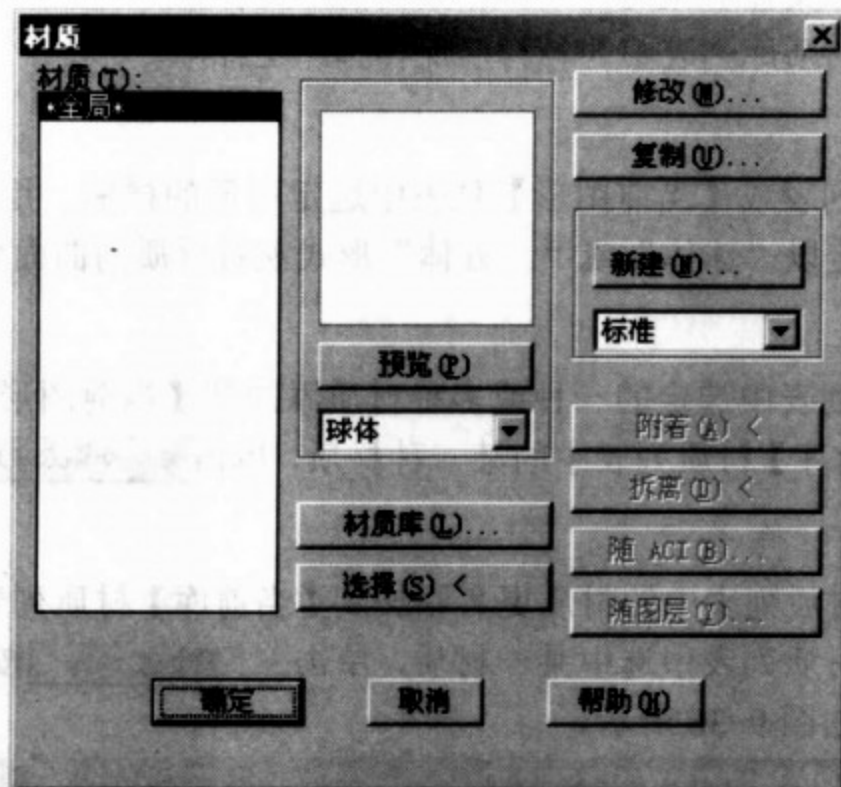 材质
材质(T):
*全局*
预览(P)
球体
材质库(L)...
选择(S) <
修改(M)...
复制(U)...
新建(N)...
标准
附着(A) <
拆离(D) <
随 ACI(B)...
随图层(Y)...
确定
取消
帮助(H)